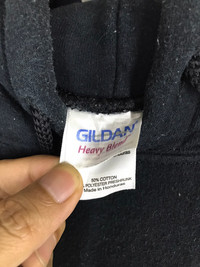 GILDAN
Heavy Blend
50% COTTON
POLYESTER
Made in Honduras